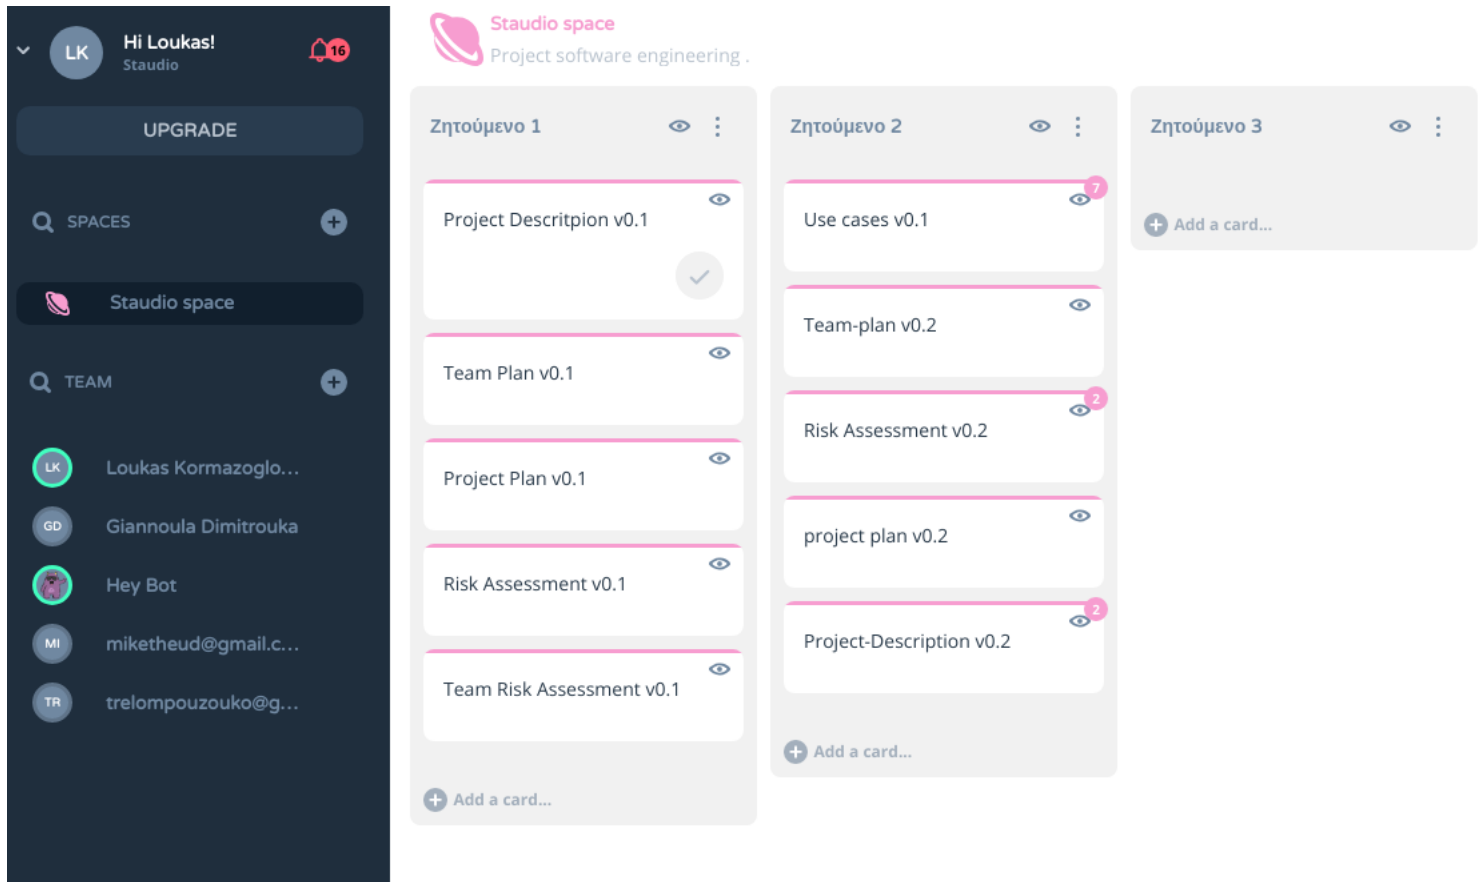 LK
Hi Loukas!
Staudio
16
UPGRADE
SPACES
Staudio space
TEAM
LK Loukas Kormazoglo...
GD Giannoula Dimitrouka
Hey Bot
MI miketheud@gmail.c...
TR trelompouzouko@g...
Staudio space
Project software engineering .
Ζητούμενο 1
Project Descritpion v0.1
Team Plan v0.1
Project Plan v0.1
Risk Assessment v0.1
Team Risk Assessment v0.1
Add a card...
Ζητούμενο 2
7
Use cases v0.1
Team-plan v0.2
2
Risk Assessment v0.2
project plan v0.2
2
Project-Description v0.2
Add a card...
Ζητούμενο 3
Add a card...